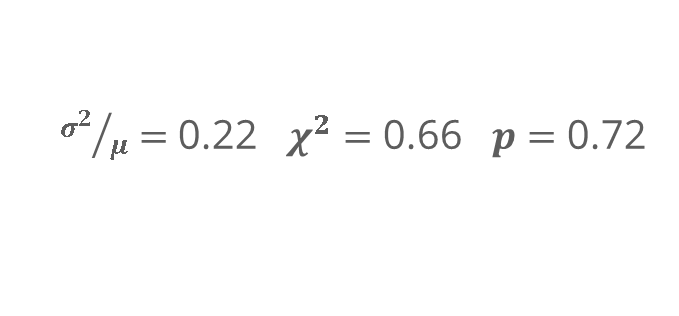 σ²/μ = 0.22 χ² = 0.66 p = 0.72